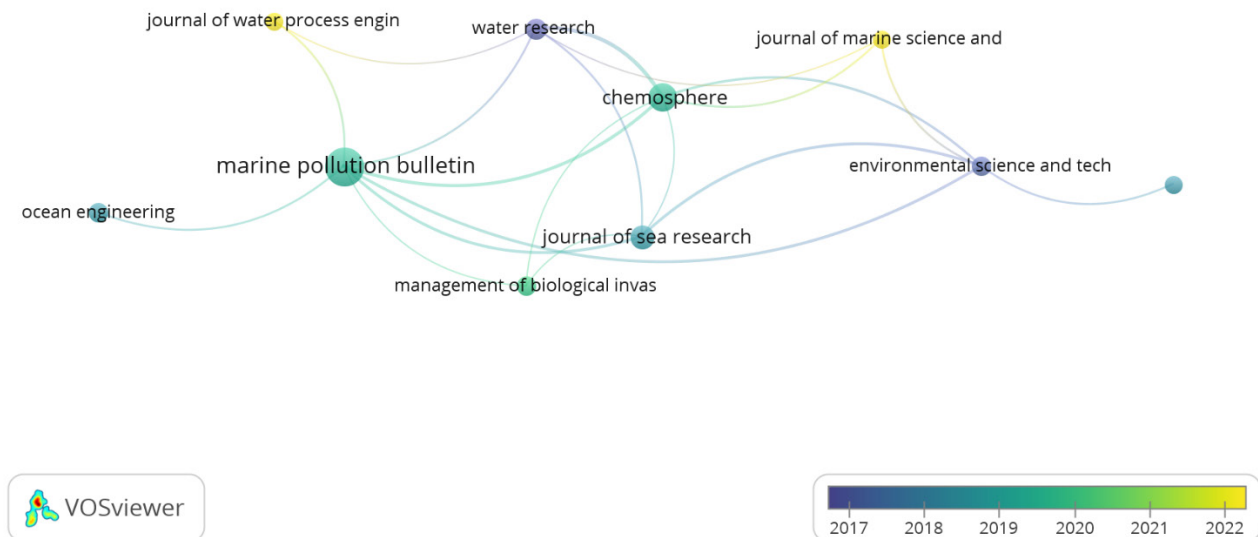 journal of water process engin
water research
journal of marine science and
chemosphere
marine pollution bulletin
environmental science and tech
ocean engineering
journal of sea research
management of biological invas
VOSviewer
2017 2018 2019 2020 2021 2022